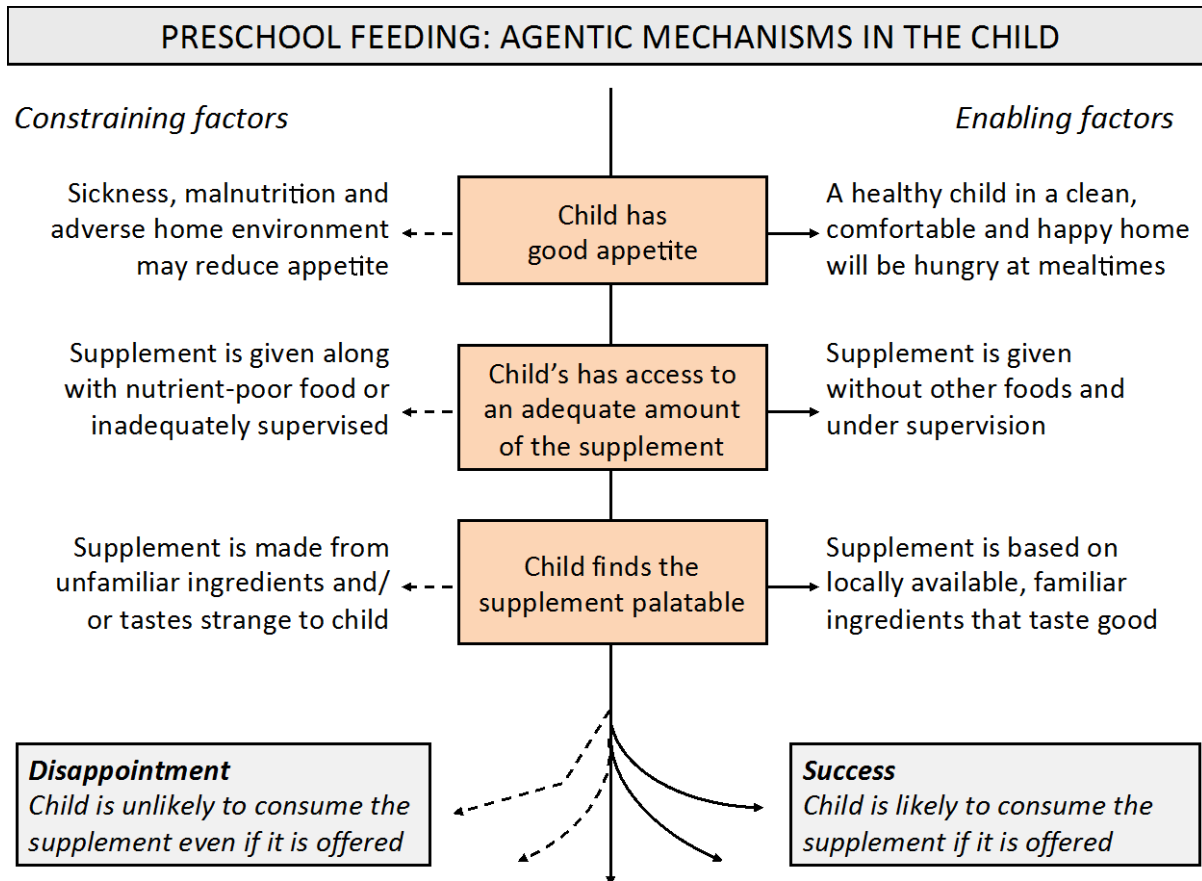 PRESCHOOL FEEDING: AGENTIC MECHANISMS IN THE CHILD
Constraining factors
Enabling factors
Sickness, malnutrition and
adverse home environment
may reduce appetite
Child has
good appetite
A healthy child in a clean,
comfortable and happy home
will be hungry at mealtimes
Supplement is given along
with nutrient-poor food or
inadequately supervised
Child’s has access to
an adequate amount
of the supplement
Supplement is given
without other foods and
under supervision
Supplement is made from
unfamiliar ingredients and/
or tastes strange to child
Child finds the
supplement palatable
Supplement is based on
locally available, familiar
ingredients that taste good
Disappointment
Child is unlikely to consume the
supplement even if it is offered
Success
Child is likely to consume the
supplement if it is offered